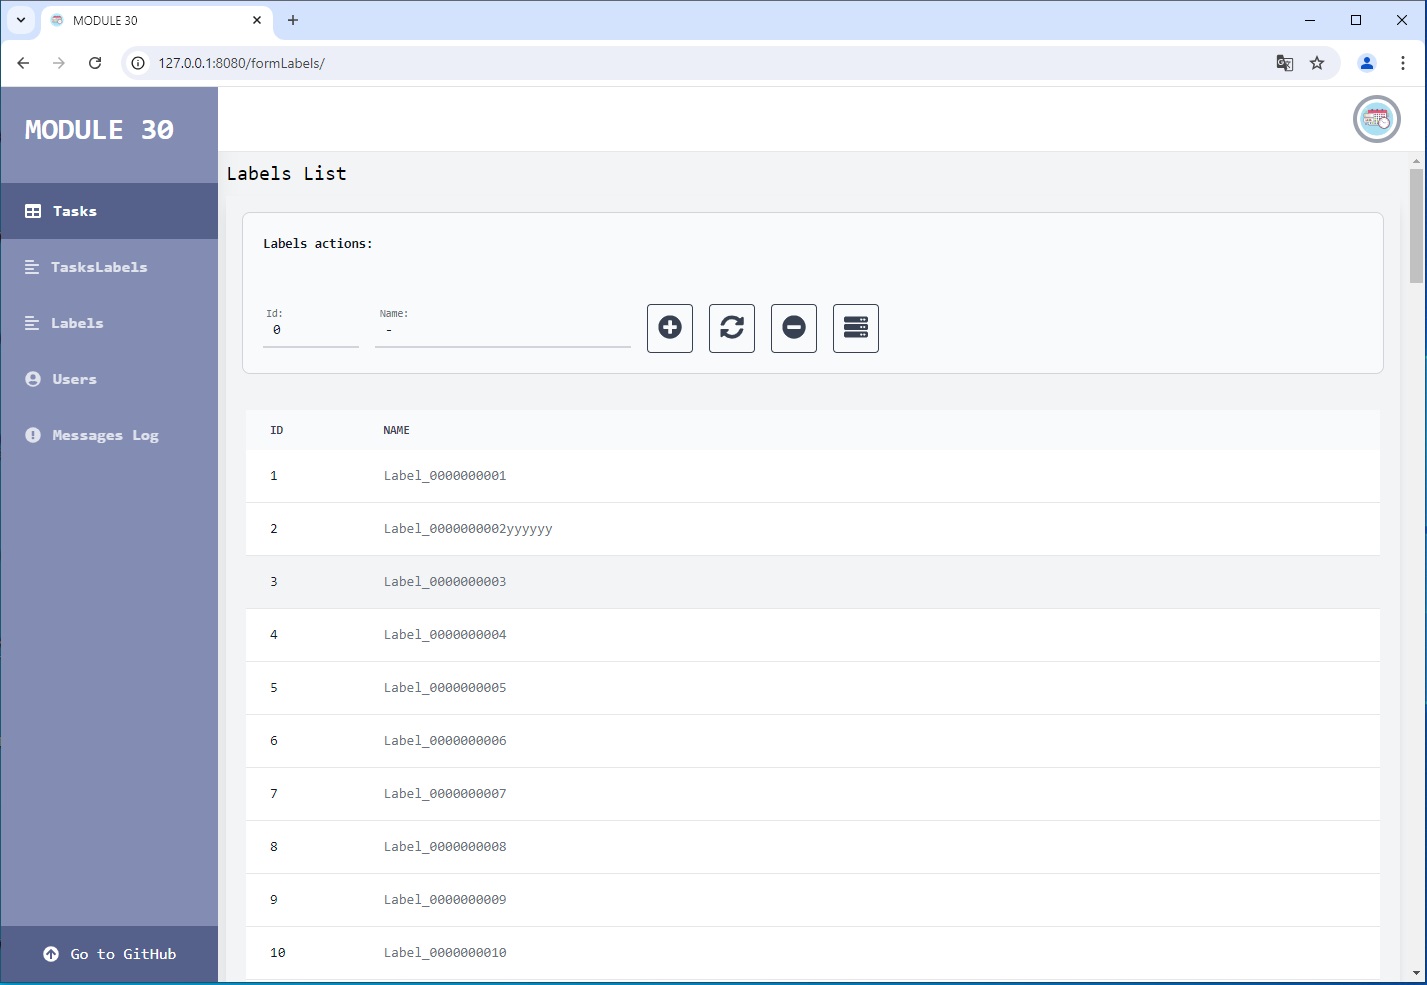 MODULE 30
127.0.0.1:8080/formLabels/
MODULE 30
Tasks
TasksLabels
Labels
Users
Messages Log
Go to GitHub
Labels List
Labels actions:
Id:
0
Name:
-
ID NAME
1 Label_0000000001
2 Label_0000000002yyyyyy
3 Label_0000000003
4 Label_0000000004
5 Label_0000000005
6 Label_0000000006
7 Label_0000000007
8 Label_0000000008
9 Label_0000000009
10 Label_0000000010